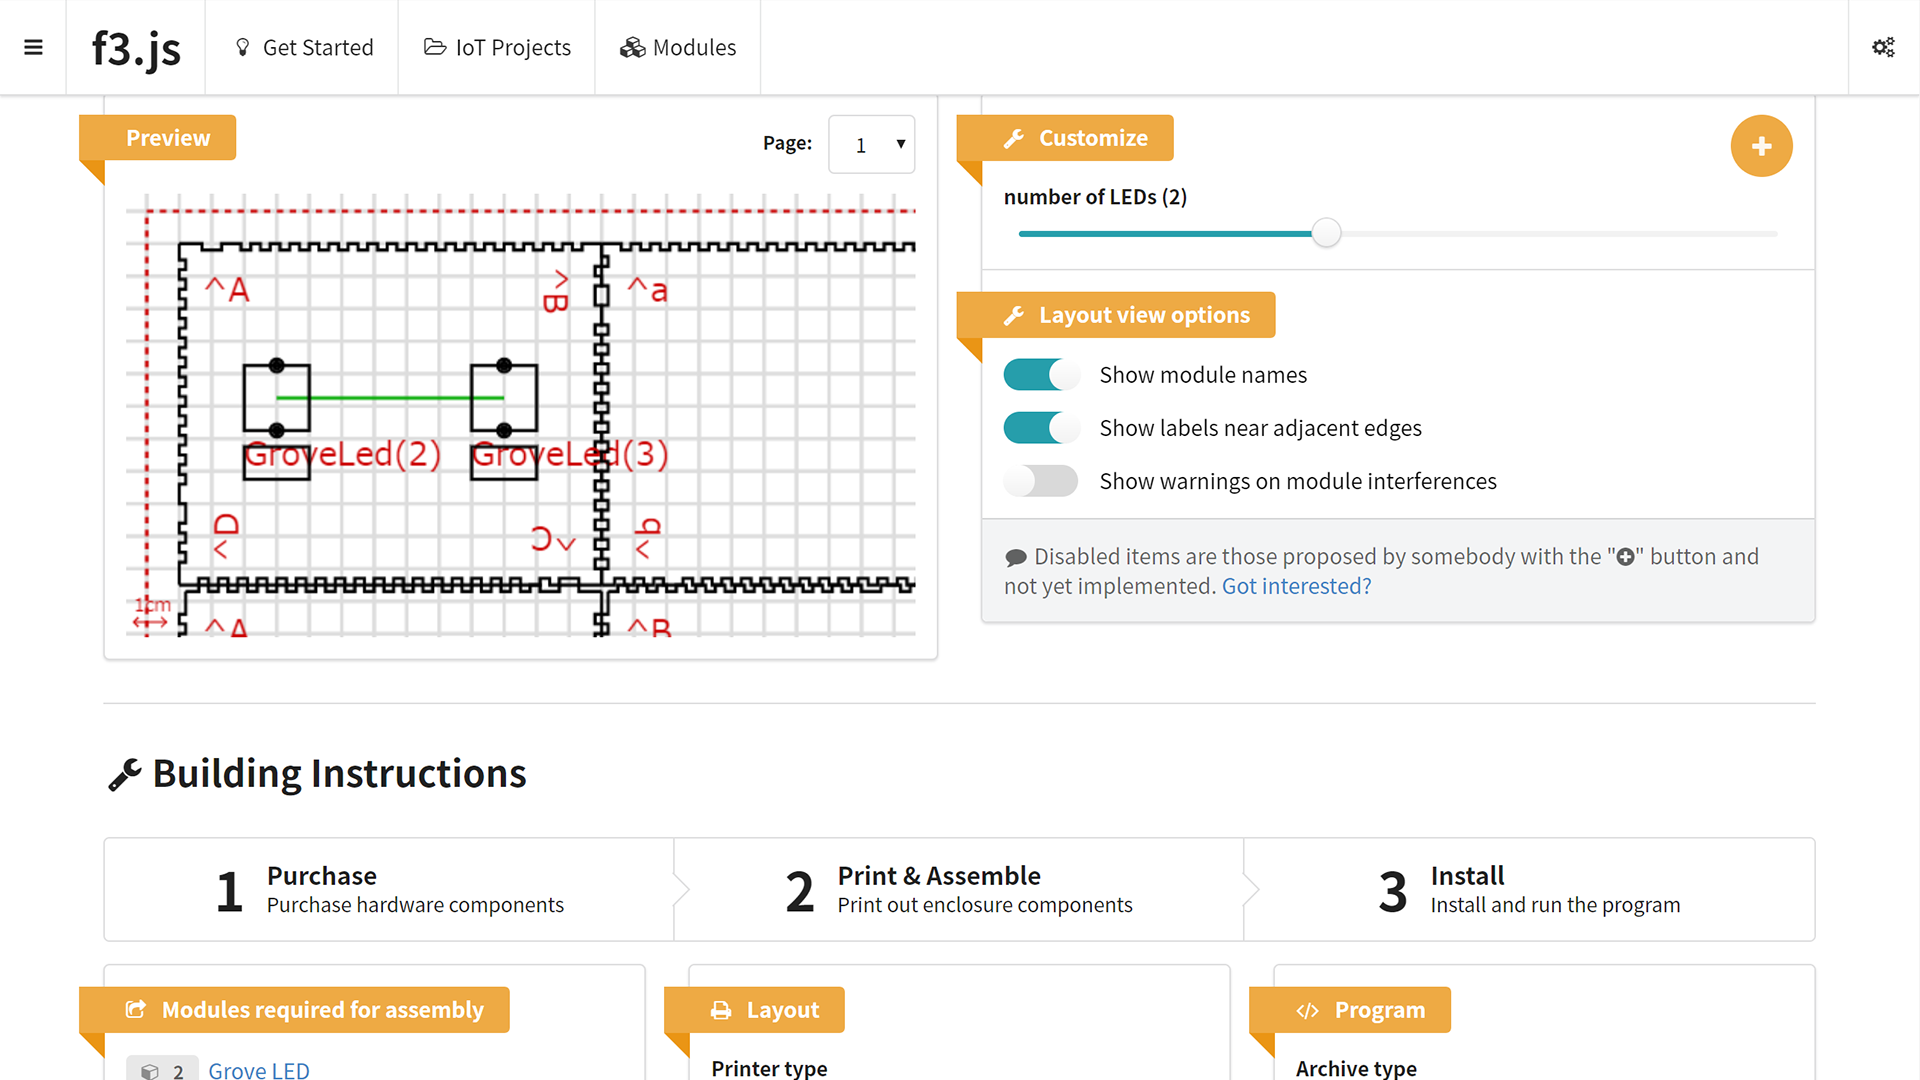 f3.js
Get Started
IoT Projects
Modules
Preview
Page:
1
^A
>B
^a
GroveLed(2)
GroveLed(3)
<D
>C
<b
1cm
^A
^B
Customize
number of LEDs (2)
Layout view options
Show module names
Show labels near adjacent edges
Show warnings on module interferences
Disabled items are those proposed by somebody with the "" button and
not yet implemented. Got interested?
Building Instructions
1
Purchase
Purchase hardware components
2
Print & Assemble
Print out enclosure components
3
Install
Install and run the program
Modules required for assembly
2 Grove LED
Layout
Printer type
Program
Archive type